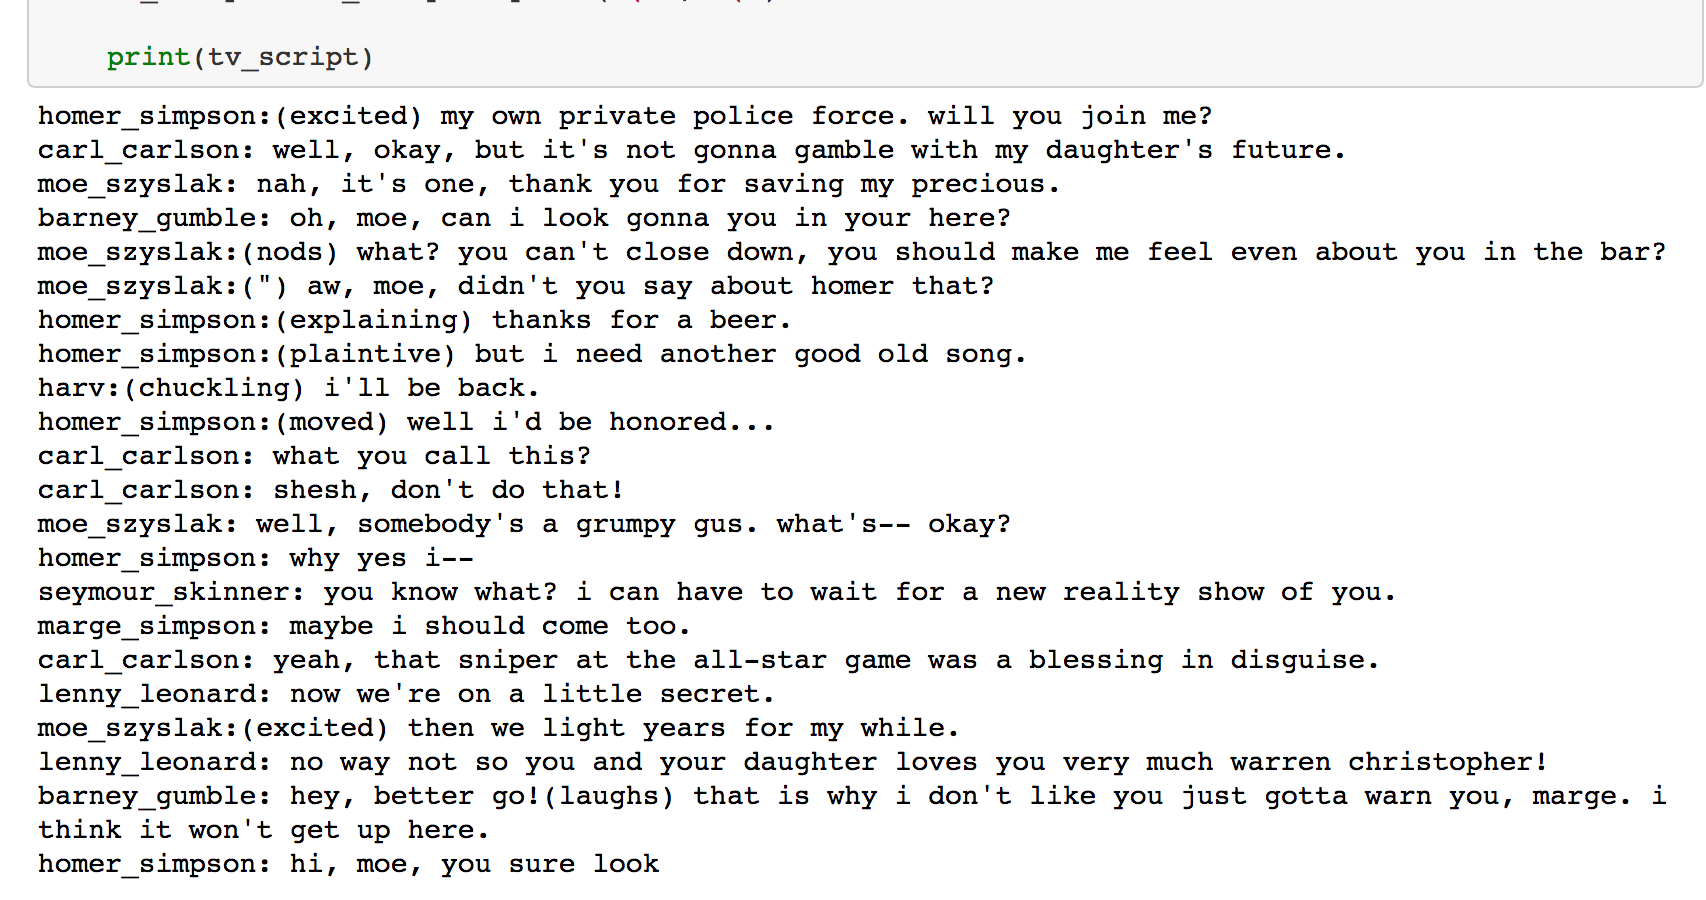 print(tv_script)
homer_simpson:(excited) my own private police force. will you join me?
carl_carlson: well, okay, but it's not gonna gamble with my daughter's future.
moe_szyslak: nah, it's one, thank you for saving my precious.
barney_gumble: oh, moe, can i look gonna you in your here?
moe_szyslak:(nods) what? you can't close down, you should make me feel even about you in the bar?
moe_szyslak:(") aw, moe, didn't you say about homer that?
homer_simpson:(explaining) thanks for a beer.
homer_simpson:(plaintive) but i need another good old song.
harv:(chuckling) i'll be back.
homer_simpson:(moved) well i'd be honored...
carl_carlson: what you call this?
carl_carlson: shesh, don't do that!
moe_szyslak: well, somebody's a grumpy gus. what's-- okay?
homer_simpson: why yes i--
seymour_skinner: you know what? i can have to wait for a new reality show of you.
marge_simpson: maybe i should come too.
carl_carlson: yeah, that sniper at the all-star game was a blessing in disguise.
lenny_leonard: now we're on a little secret.
moe_szyslak:(excited) then we light years for my while.
lenny_leonard: no way not so you and your daughter loves you very much warren christopher!
barney_gumble: hey, better go!(laughs) that is why i don't like you just gotta warn you, marge. i
think it won't get up here.
homer_simpson: hi, moe, you sure look